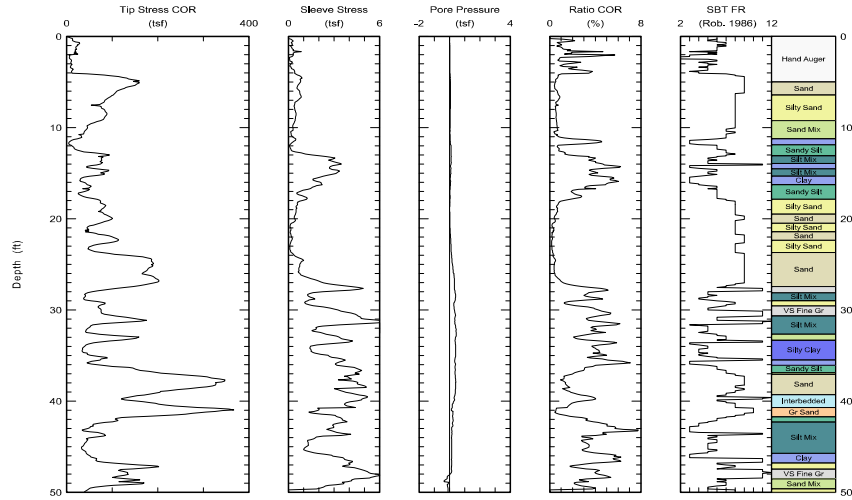 Tip Stress COR
(tsf)
400
Sleeve Stress
(tsf)
0
6
Pore Pressure
(tsf)
-4
4
Ratio COR
(%)
0
8
SBT FR
(Rob. 1986)
2
12
Depth (ft)
0
10
20
30
40
50
Hand Auger
Sand
Silty Sand
Sand Mix
Sandy Silt
Silt Mix
Silt Mix
Clay
Sandy Silt
Silty Sand
Sand
Silty Sand
Sand
Silty Sand
Sand
Silt Mix
VS Fine Gr
Silt Mix
Silty Clay
Sandy Silt
Sand
Interbedded
Gr Sand
Silt Mix
Clay
VS Fine Gr
Sand Mix
0
10
20
30
40
50